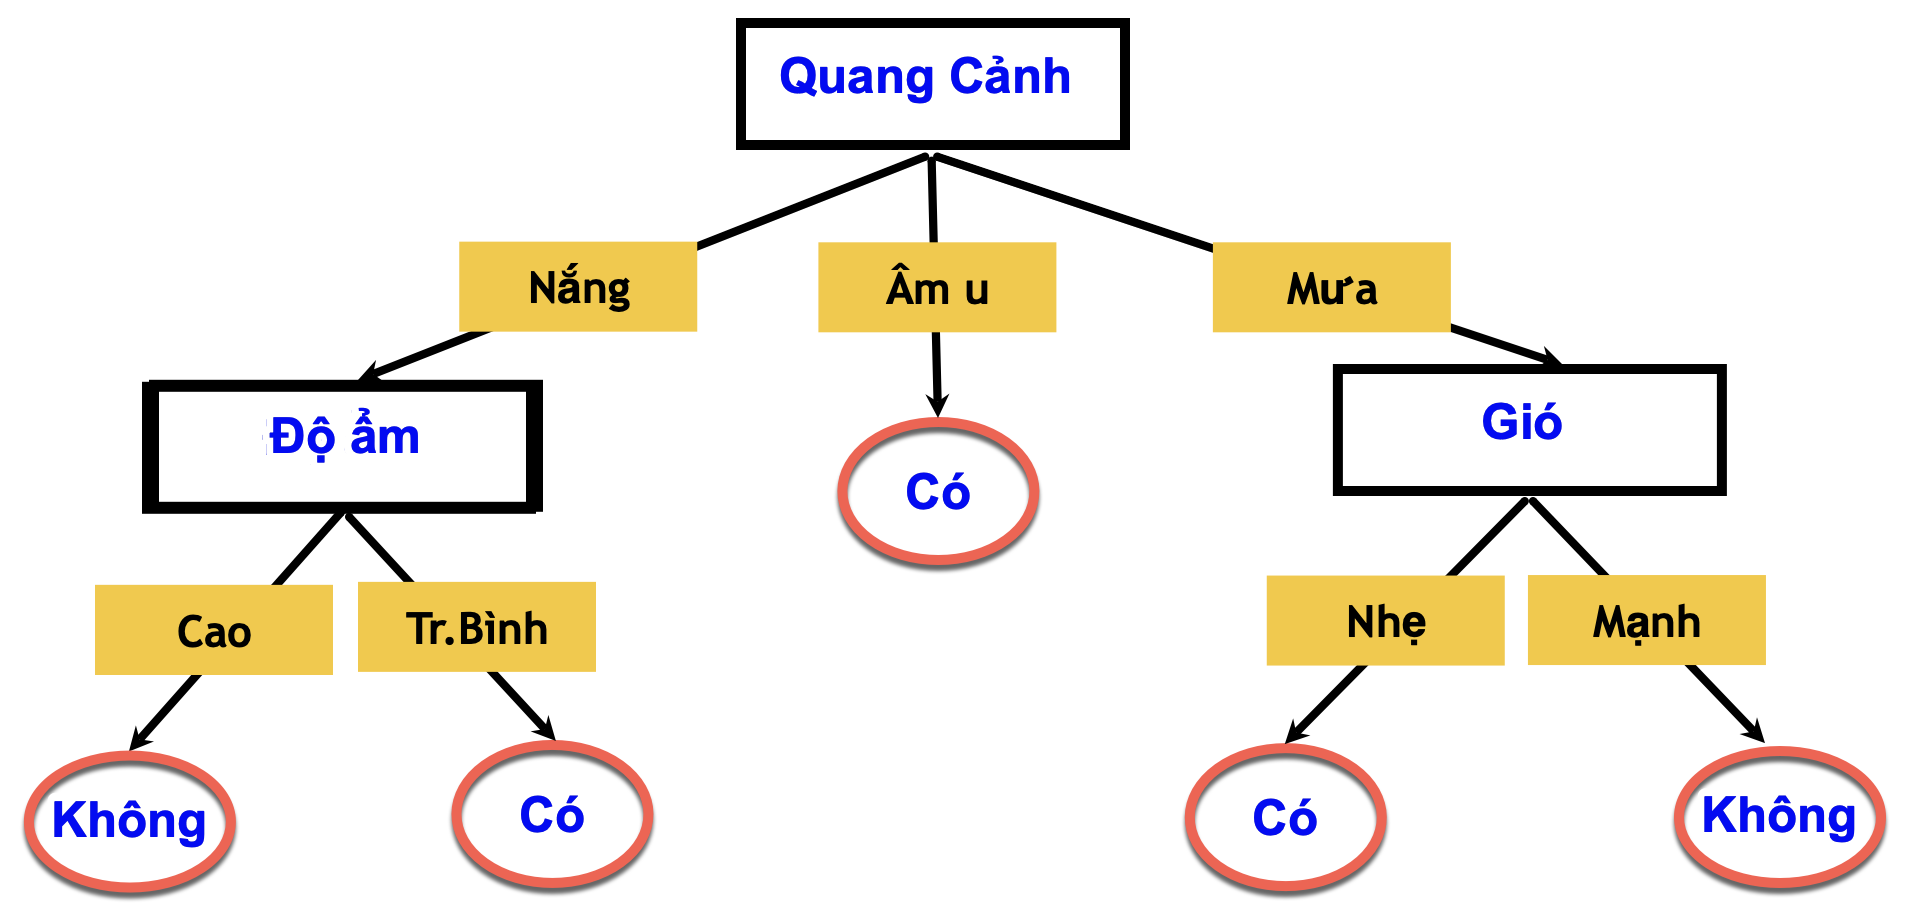 Quang Cảnh
Nắng
Âm u
Mưa
Độ ẩm
Gió
Có
Cao
Tr.Bình
Nhẹ
Mạnh
Không
Có
Có
Không